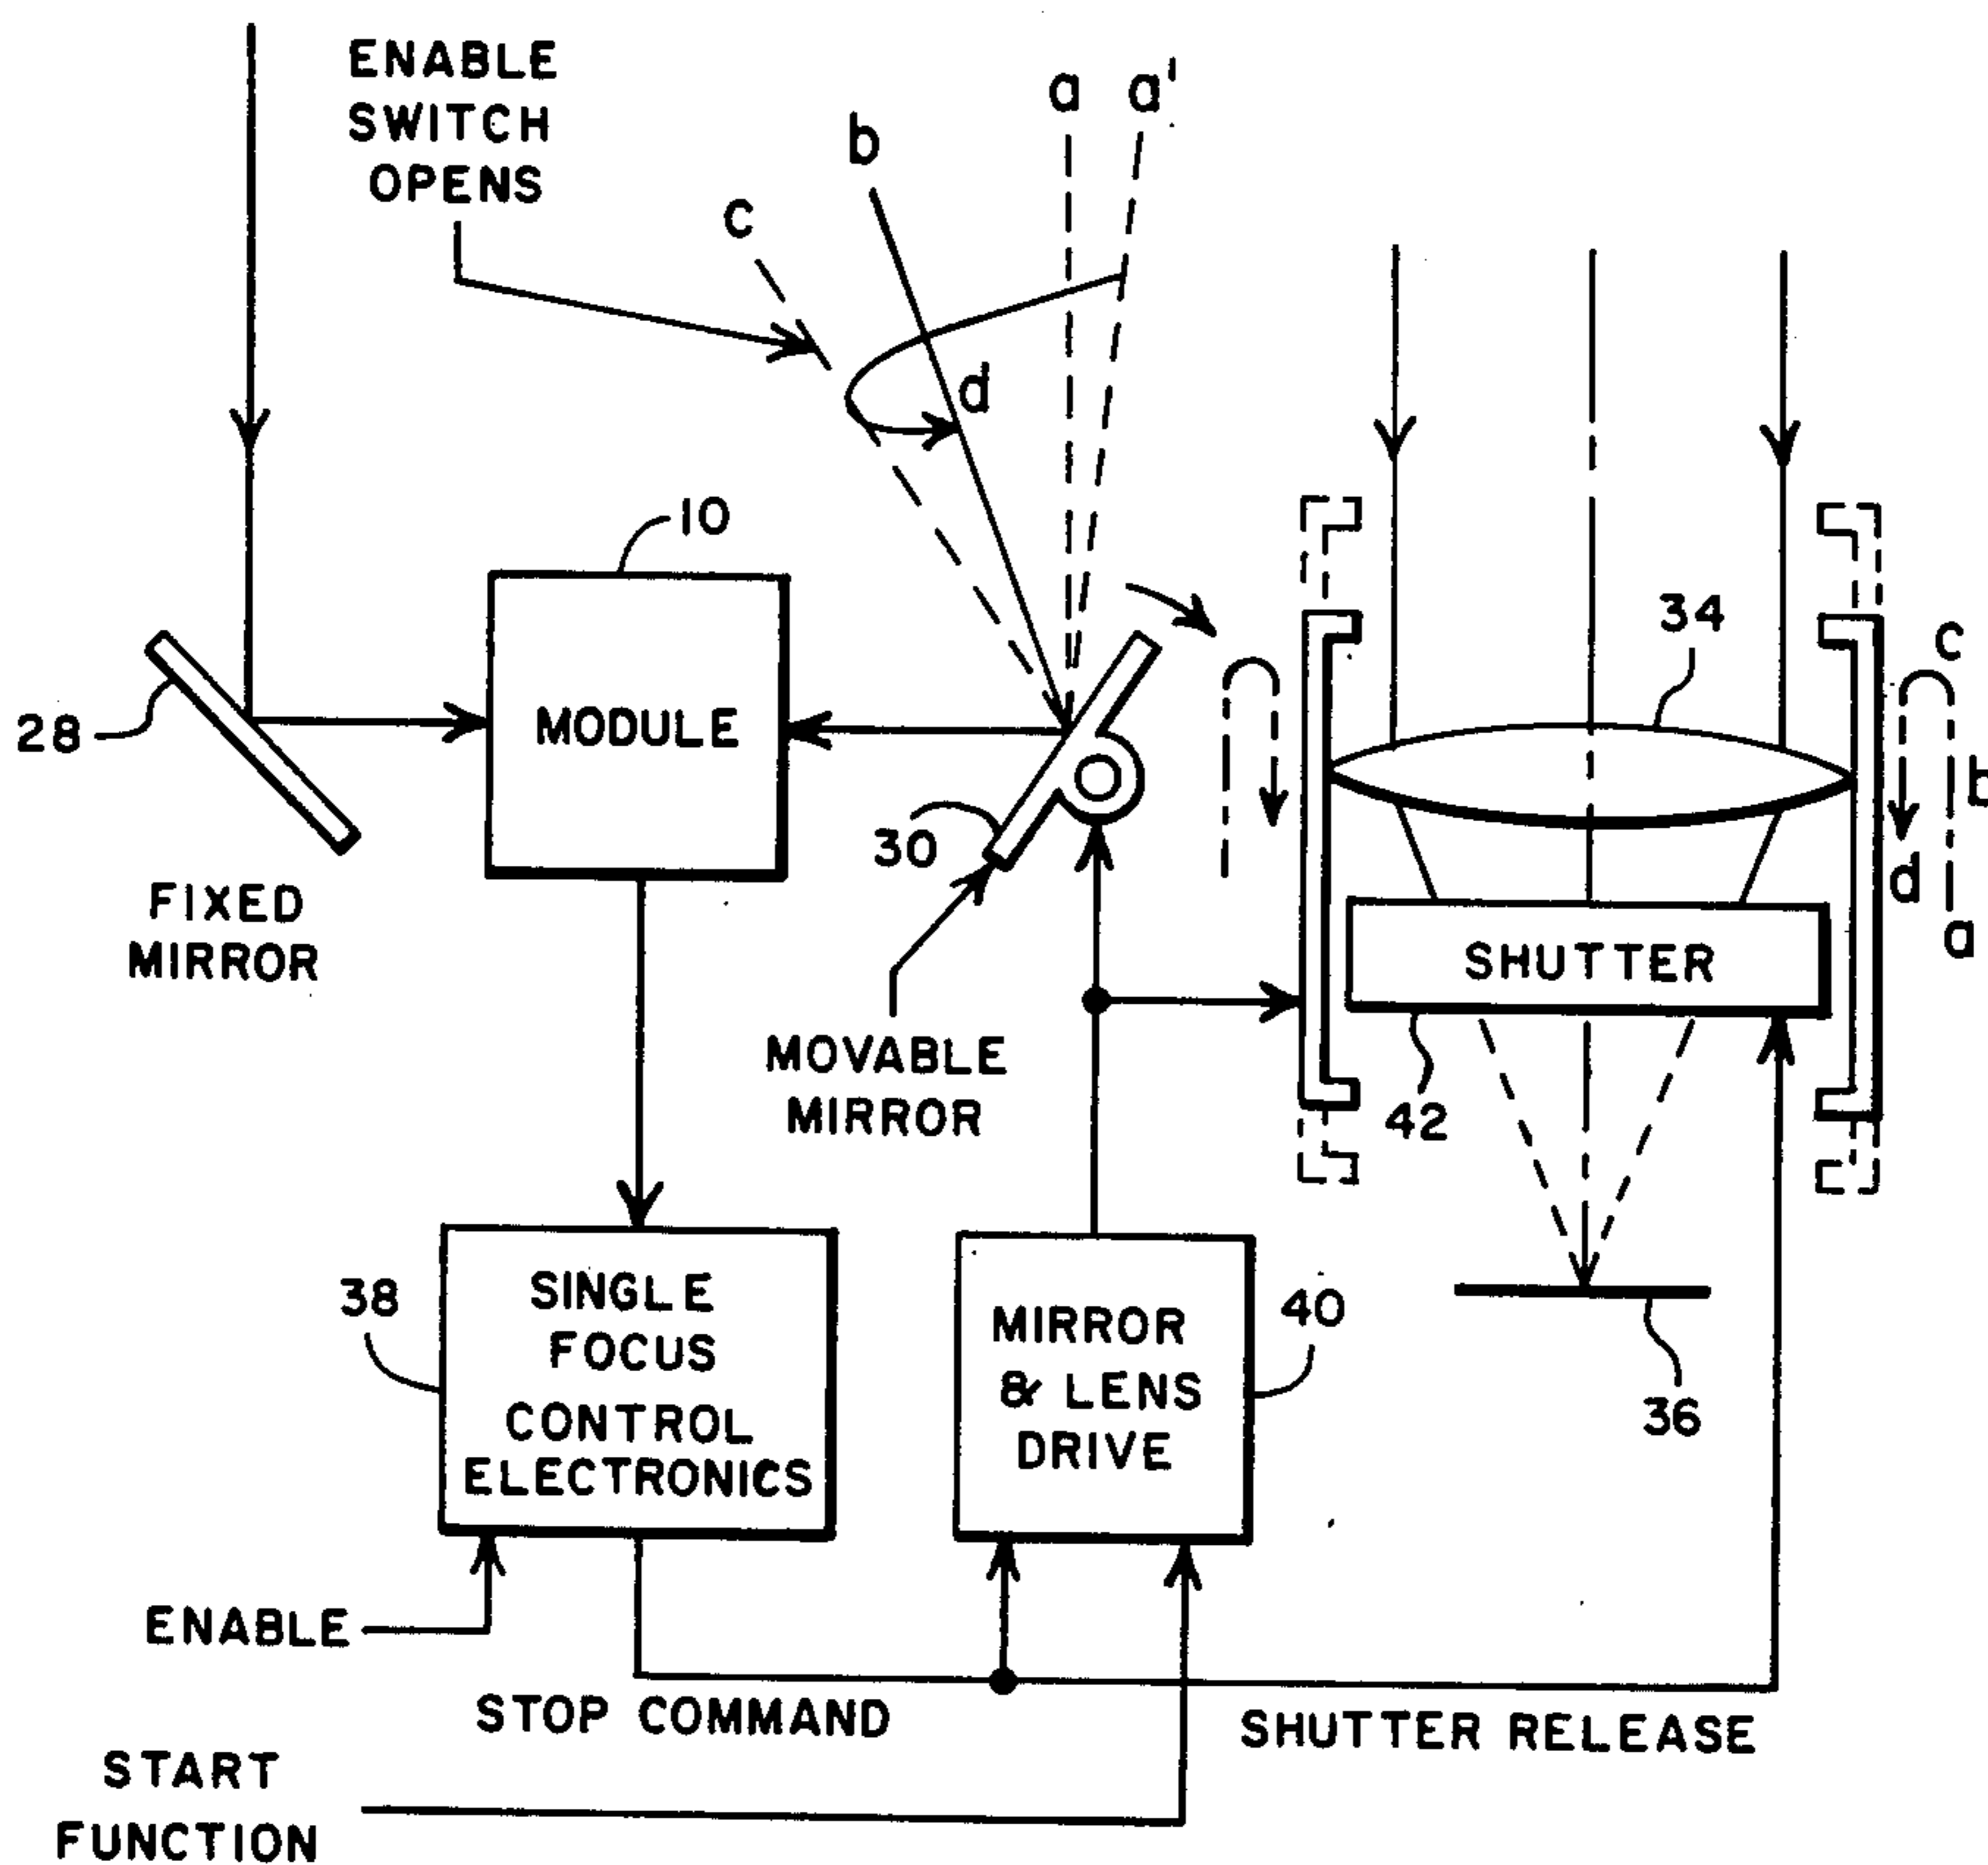 ENABLE
SWITCH
OPENS
a a'
b
c
d
10
MODULE
28
FIXED
MIRROR
30
MOVABLE
MIRROR
34
c
b
d
a
SHUTTER
42
36
38
SINGLE
FOCUS
CONTROL
ELECTRONICS
40
MIRROR
& LENS
DRIVE
ENABLE
STOP COMMAND
SHUTTER RELEASE
START
FUNCTION